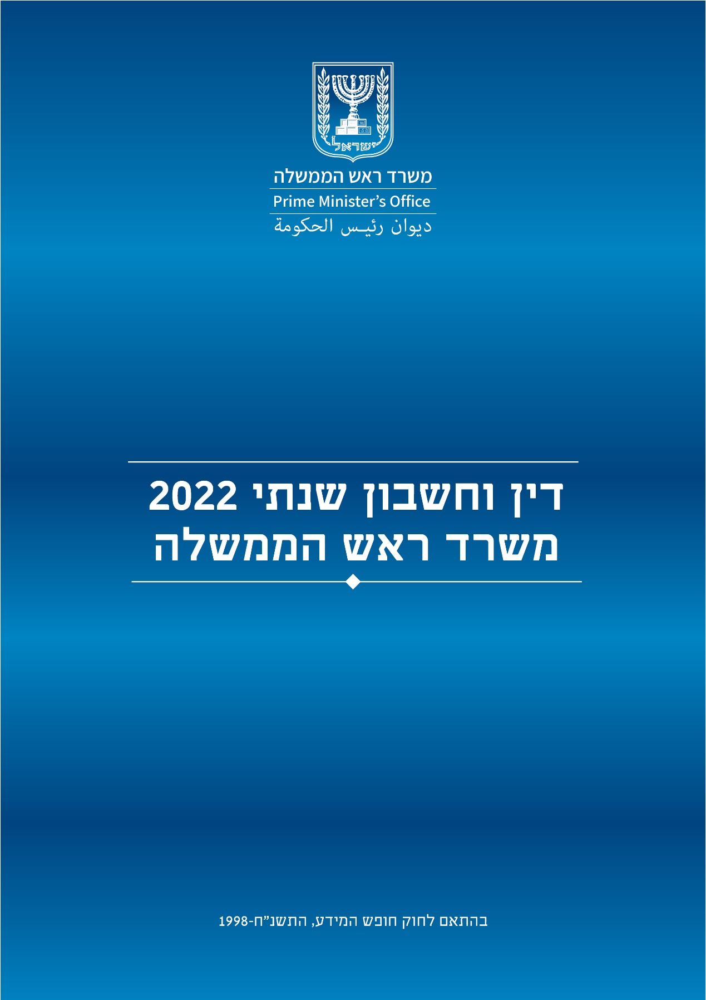 ישראל
משרד ראש הממשלה
Prime Minister’s Office
ديوان رئيس الحكومة
דין וחשבון שנתי 2022
משרד ראש הממשלה
בהתאם לחוק חופש המידע, התשנ”ח-1998